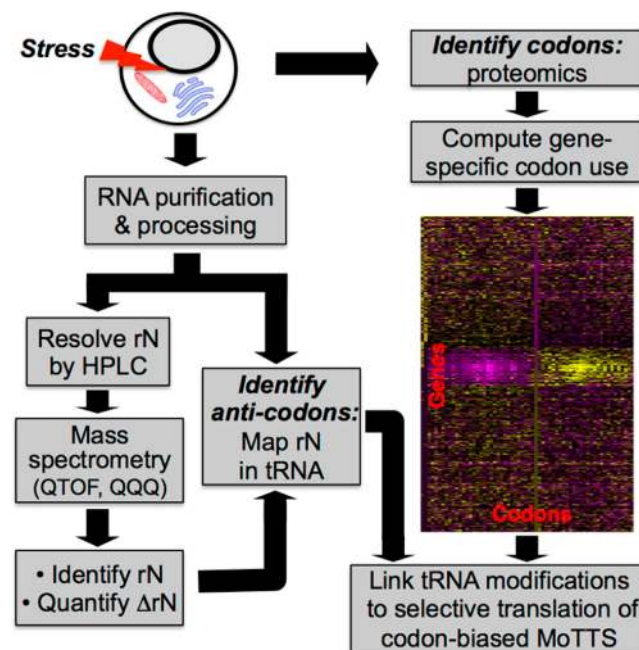 Stress
Identify codons:
proteomics
Compute gene-
specific codon use
RNA purification
& processing
Resolve rN
by HPLC
Identify
anti-codons:
Map rN
in tRNA
Mass
spectrometry
(QTOF, QQQ)
• Identify rN
• Quantify ΔrN
Genes
Codons
Link tRNA modifications
to selective translation of
codon-biased MoTTS